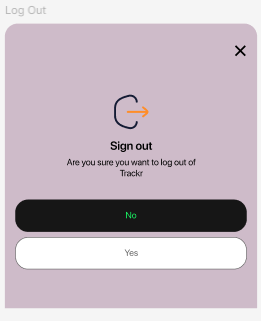 Log Out
Sign out
Are you sure you want to log out of
Trackr
No
Yes